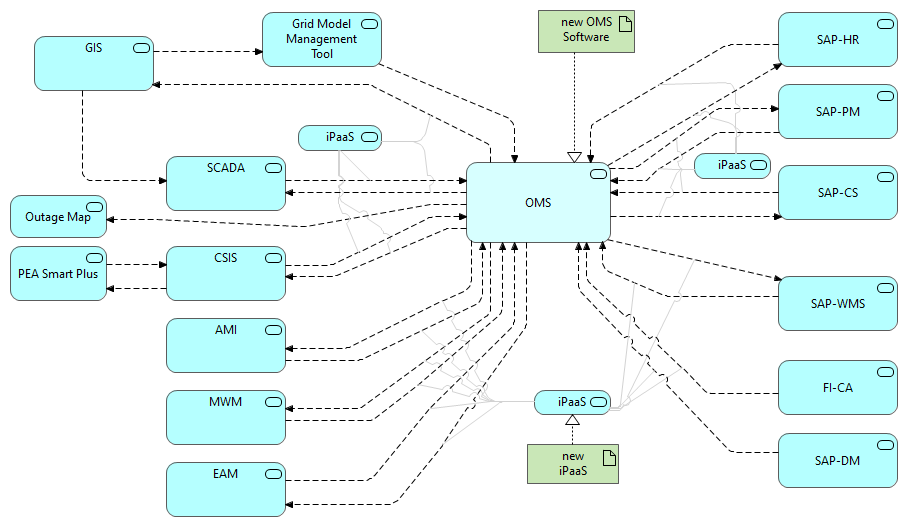 Grid Model
Management
Tool
new OMS
Software
SAP-HR
GIS
SAP-PM
iPaaS
iPaaS
SCADA
OMS
SAP-CS
Outage Map
CSIS
PEA Smart Plus
SAP-WMS
AMI
FI-CA
MWM
iPaaS
SAP-DM
new
iPaaS
EAM